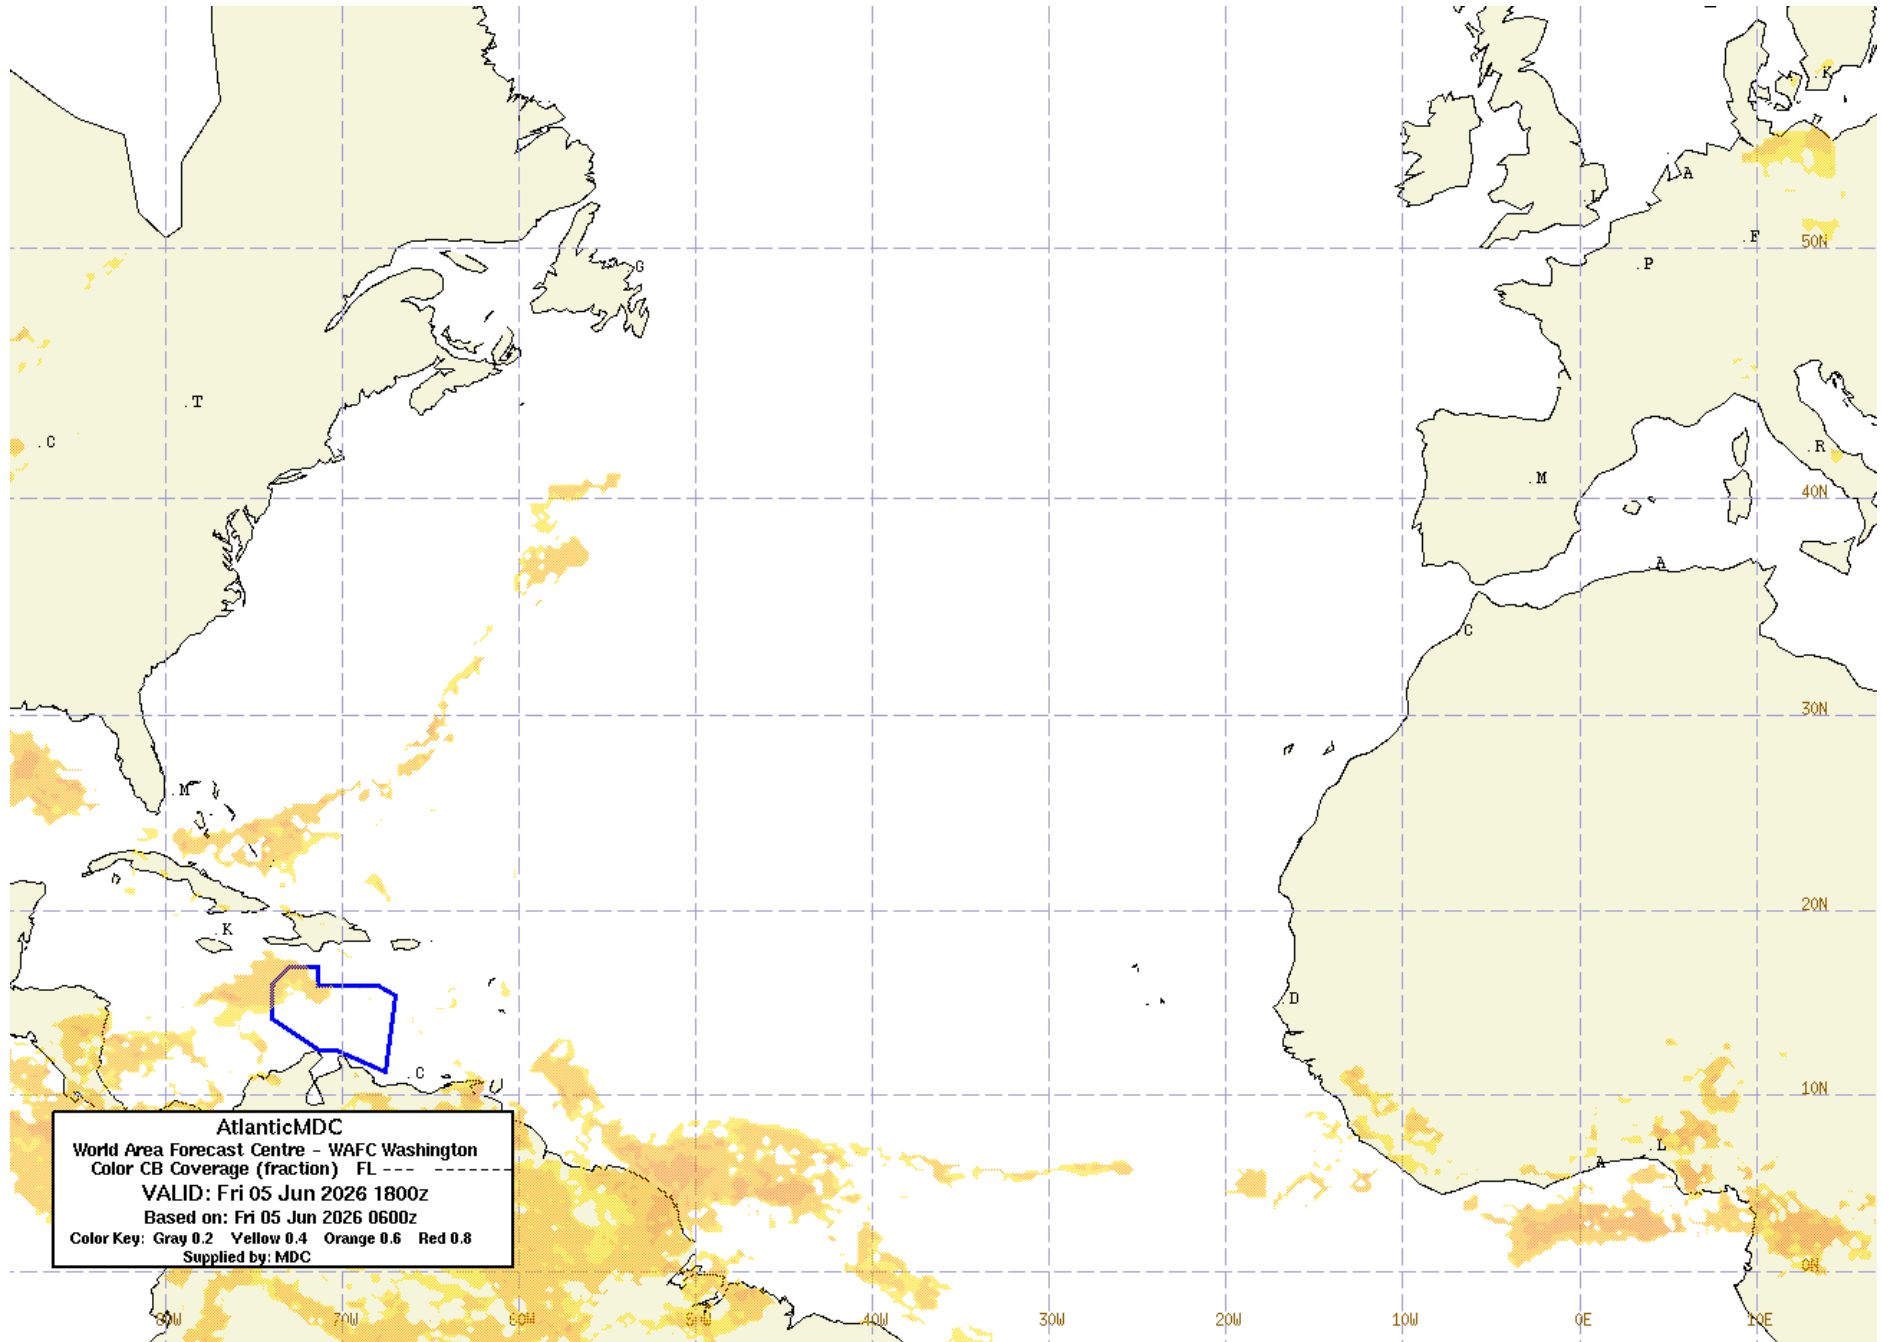 .K
A
L
50N
.F
.P
G
.T
.C
R
.M
40N
A
C
30N
M
20N
.K
D
.C
10N
L
A
AtlanticMDC
World Area Forecast Centre - WAFC Washington
Color CB Coverage (fraction) FL --- -------
VALID: Fri 05 Jun 2026 1800z
Based on: Fri 05 Jun 2026 0600z
Color Key: Gray 0.2 Yellow 0.4 Orange 0.6 Red 0.8
Supplied by: MDC
0N
80W 70W 60W 50W 40W 30W 20W 10W 0E 10E